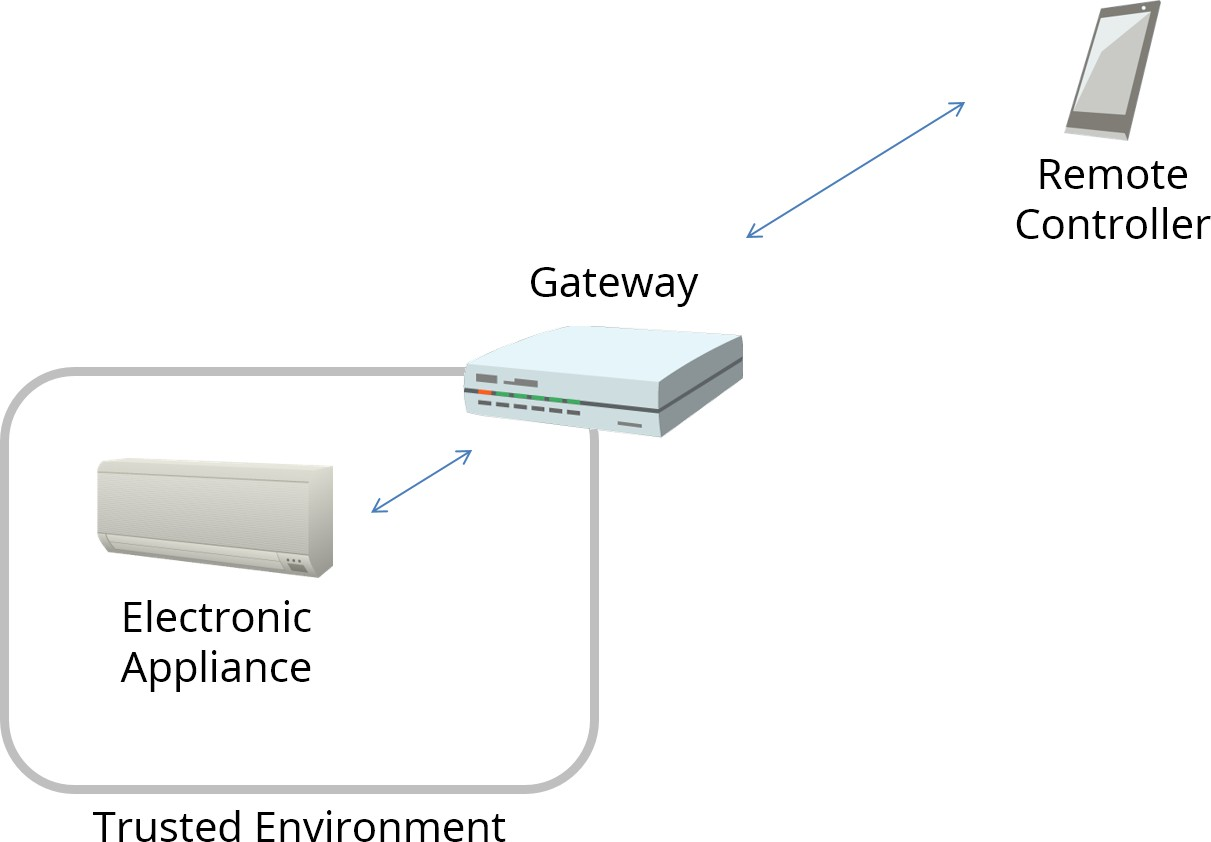 Remote
Controller
Gateway
Electronic
Appliance
Trusted Environment